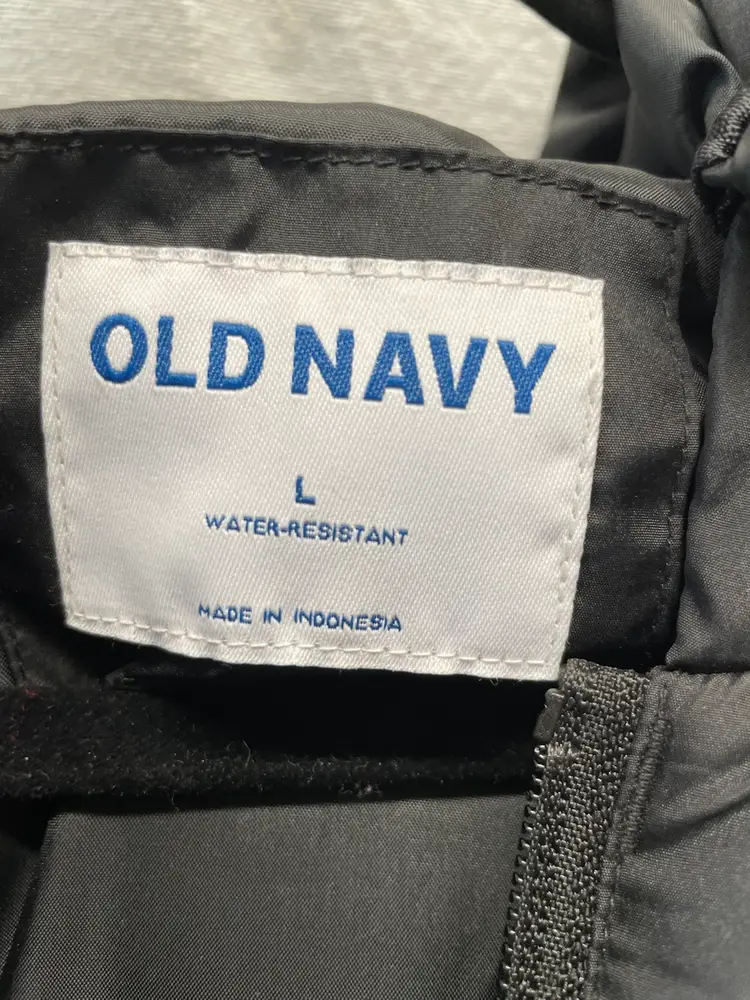 OLD NAVY
L
WATER-RESISTANT
MADE IN INDONESIA